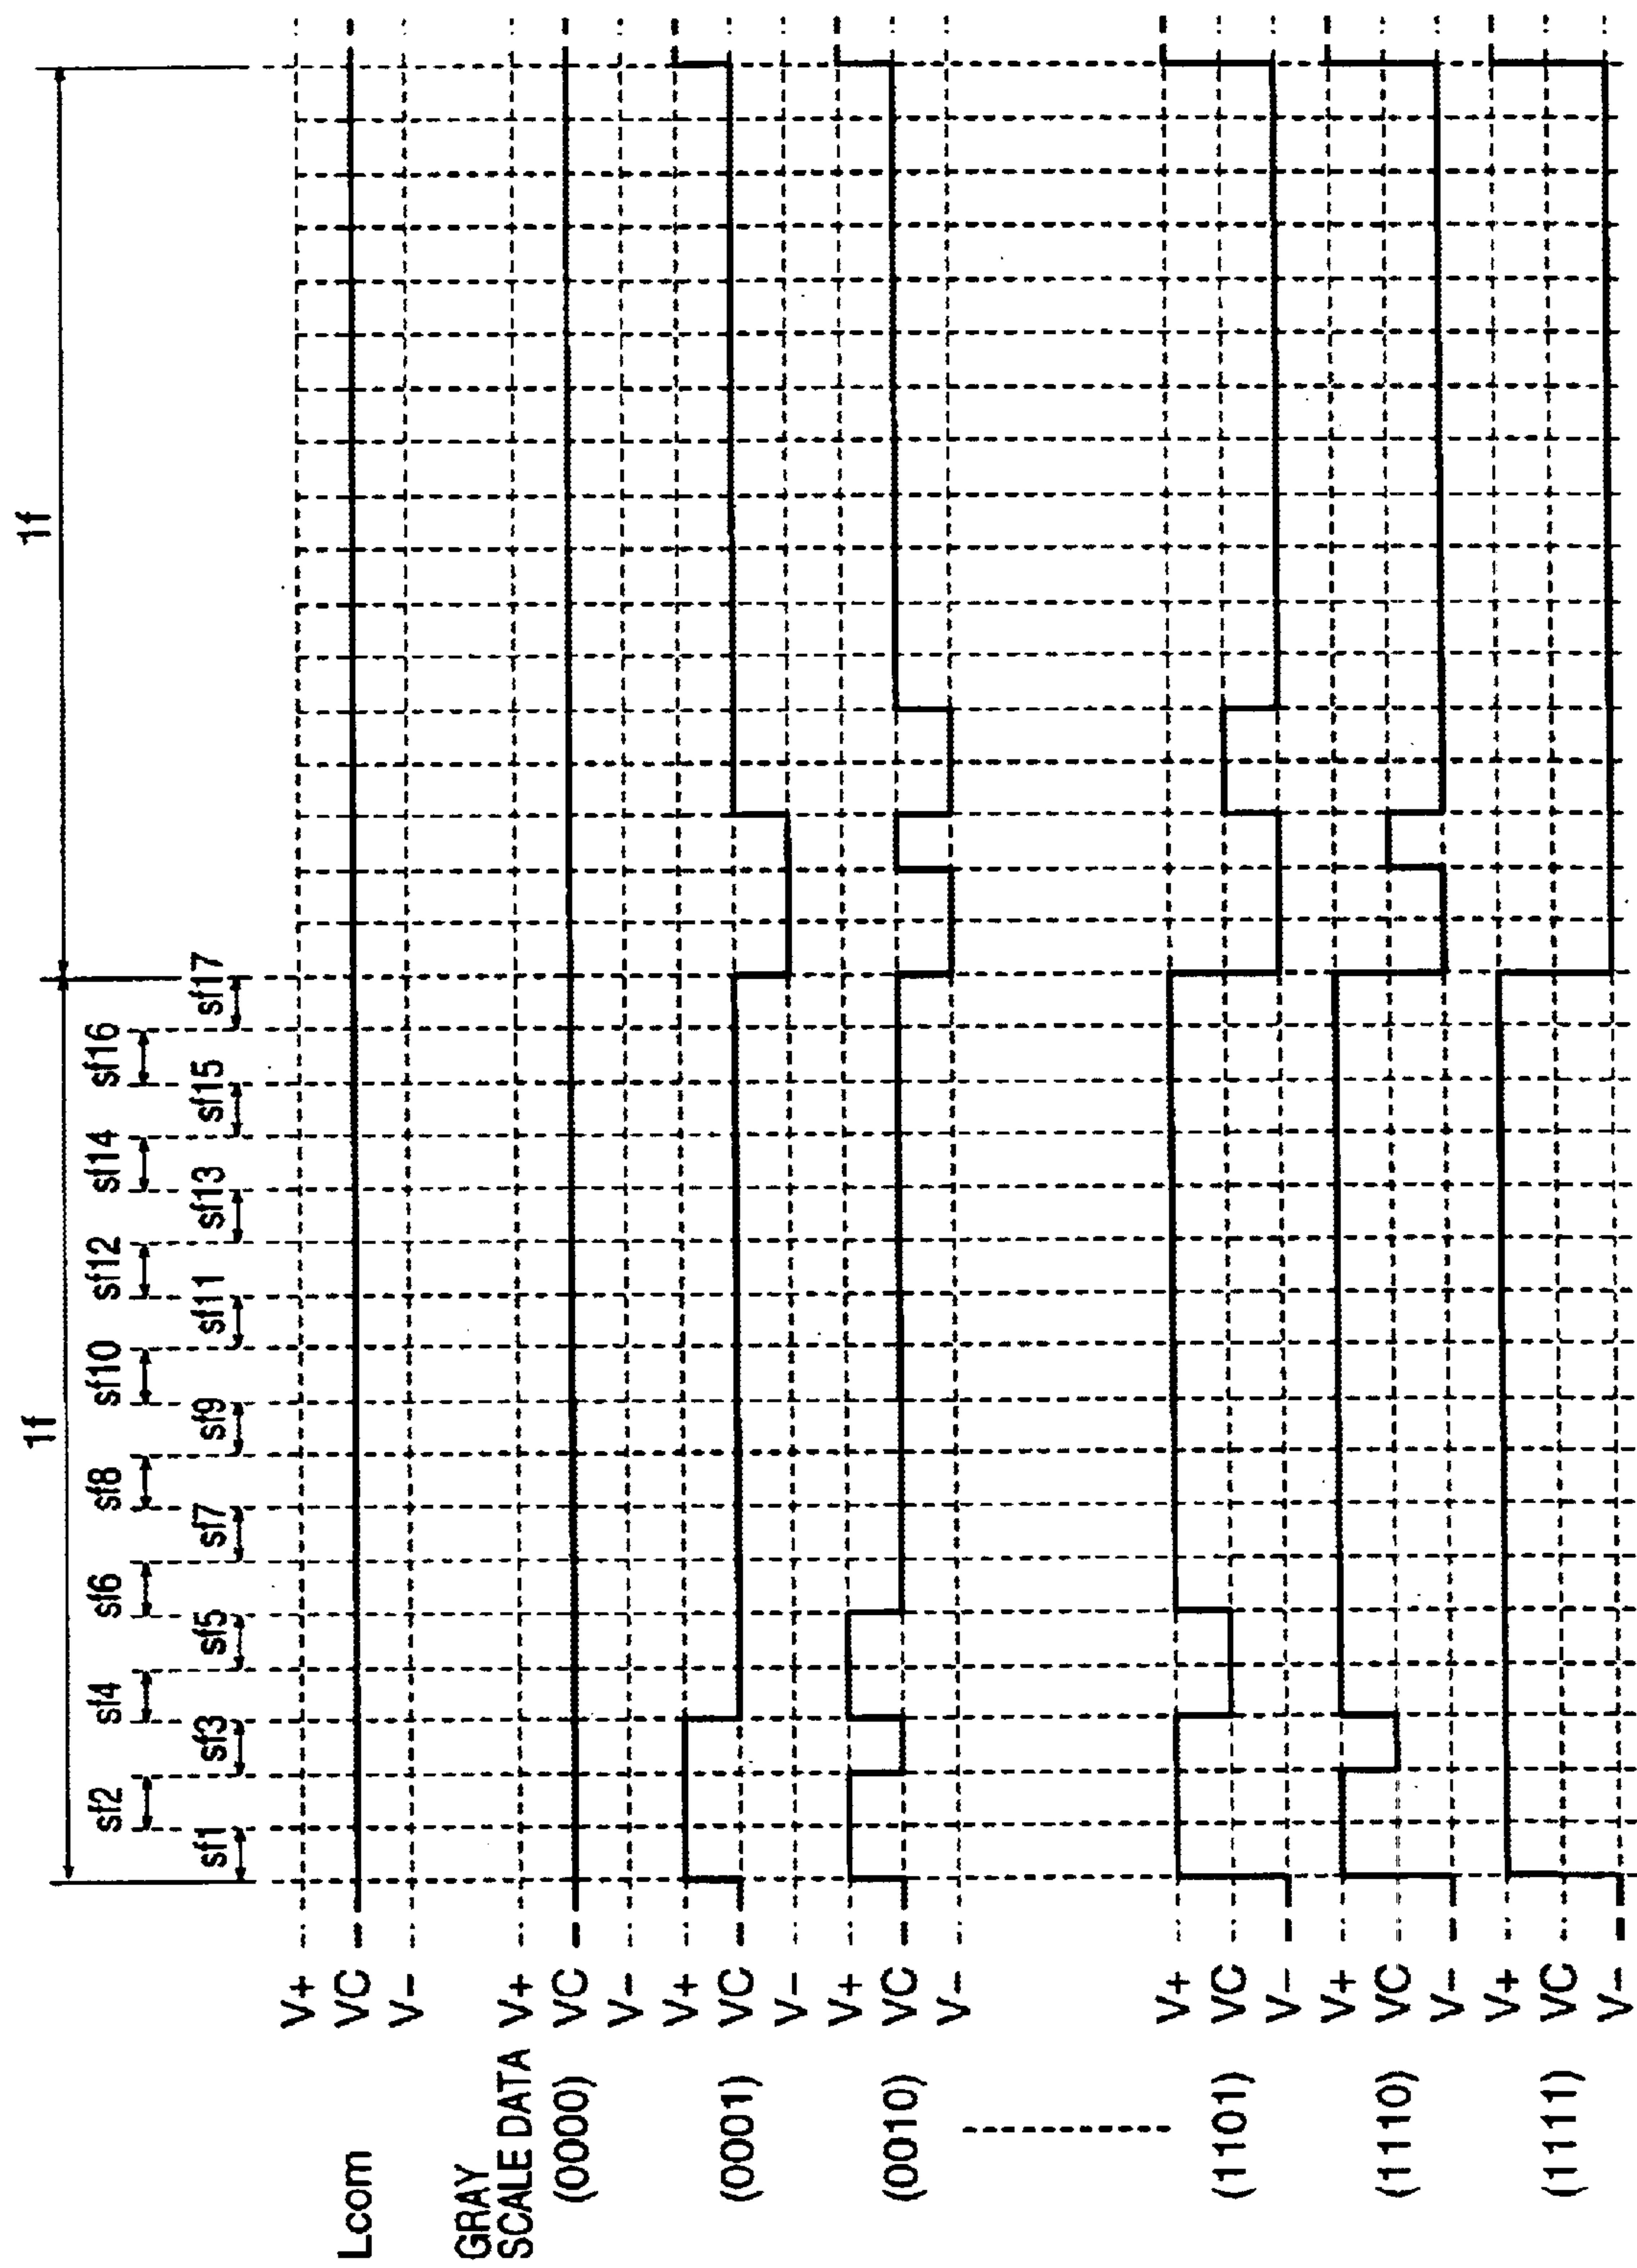 1f
1f
sf2
sf4
sf6
sf8
sf10
sf12
sf14
sf16
sf1
sf3
sf5
sf7
sf9
sf11
sf13
sf15
sf17
Lcom
V+
VC
V–
GRAY
SCALE DATA
(0000)
V+
VC
V–
(0001)
V+
VC
V–
(0010)
V+
VC
V–
(1101)
V+
VC
V–
(1110)
V+
VC
V–
(1111)
V+
VC
V–